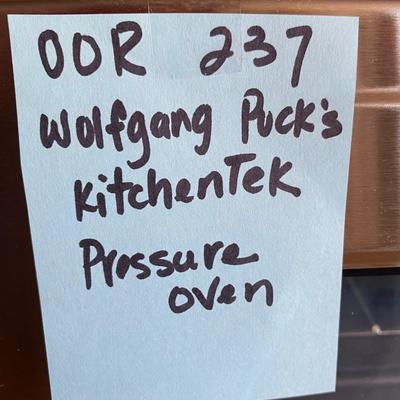 OOR 237
Wolfgang Puck's
KitchenTek
Pressure
oven